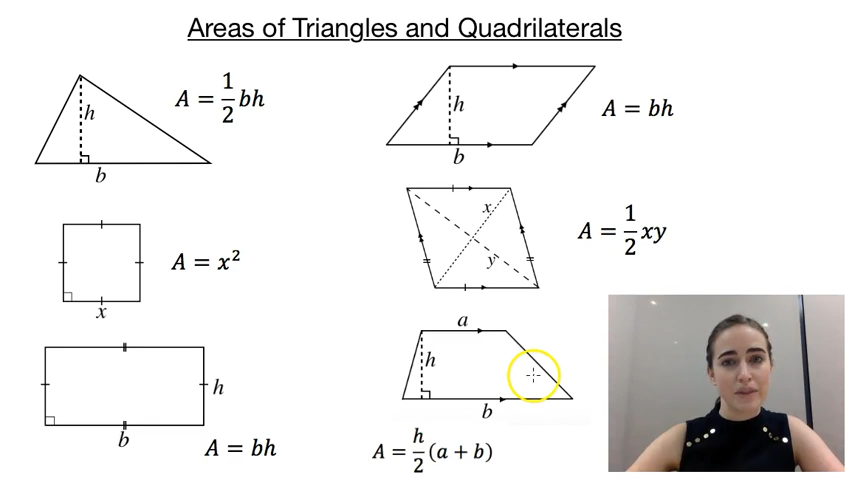 Areas of Triangles and Quadrilaterals
h
A = 1/2 bh
b
h
A = bh
b
x
A = x²
x
y
A = 1/2 xy
h
b
A = bh
a
h
b
A = h/2 (a + b)